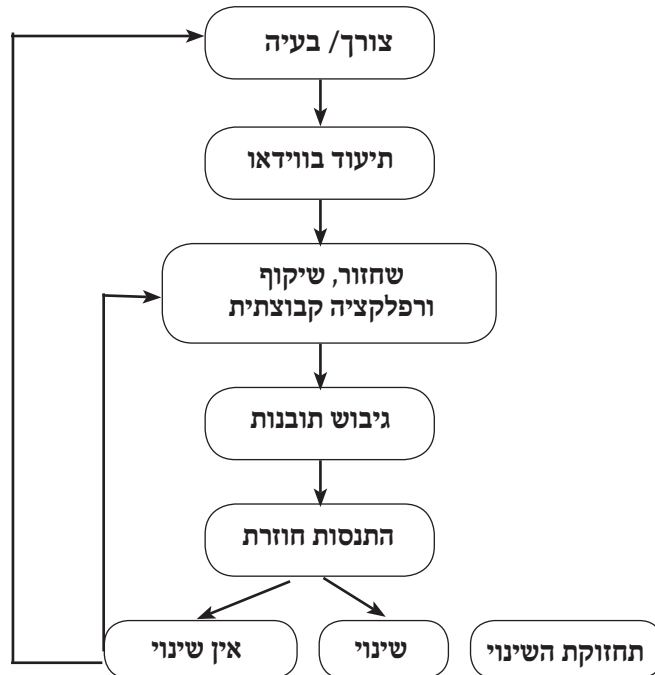 צורך/ בעיה
תיעוד בווידאו
שחזור, שיקוף
ורפלקציה קבוצתית
גיבוש תובנות
התנסות חוזרת
תחזוקת השינוי
שינוי
אין שינוי